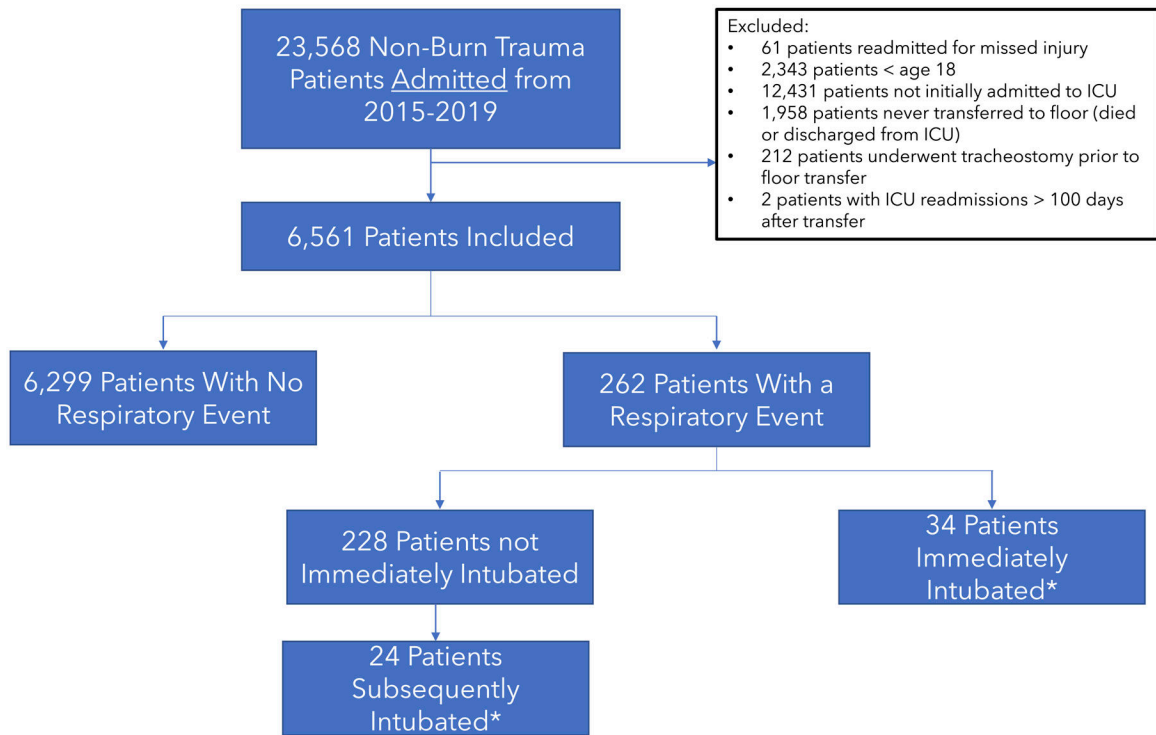 23,568 Non-Burn Trauma
Patients Admitted from
2015-2019
Excluded:
• 61 patients readmitted for missed injury
• 2,343 patients < age 18
• 12,431 patients not initially admitted to ICU
• 1,958 patients never transferred to floor (died
or discharged from ICU)
• 212 patients underwent tracheostomy prior to
floor transfer
• 2 patients with ICU readmissions > 100 days
after transfer
6,561 Patients Included
6,299 Patients With No
Respiratory Event
262 Patients With a
Respiratory Event
228 Patients not
Immediately Intubated
34 Patients
Immediately
Intubated*
24 Patients
Subsequently
Intubated*